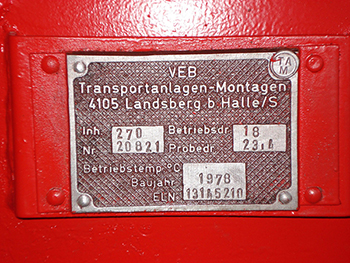 VEB
TAM
Transportanlagen-Montagen
4105 Landsberg b. Halle/S
Inh. 270 Betriebsdr. 18
Nr. 20821 Probedr. 23,4
Betriebstemp °C
Baujahr 1978
ELN 131A5210